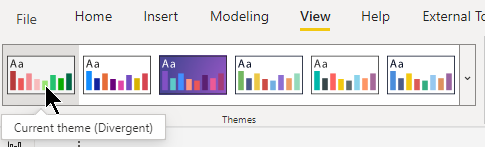 File Home Insert Modeling View Help External To
Aa Aa Aa Aa Aa Aa
Current theme (Divergent)
Themes